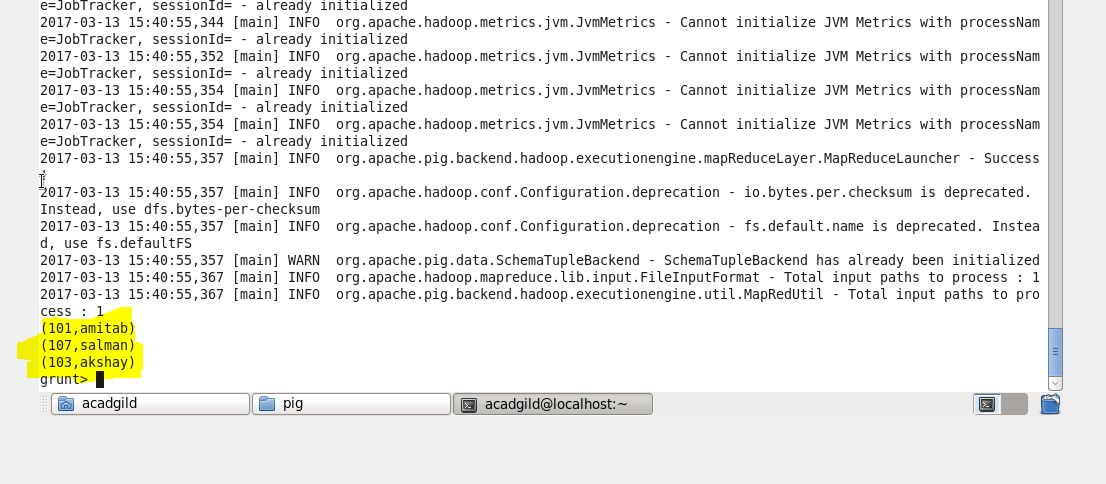 e=JobTracker, sessionId= - already initialized
2017-03-13 15:40:55,344 [main] INFO  org.apache.hadoop.metrics.jvm.JvmMetrics - Cannot initialize JVM Metrics with processNam
e=JobTracker, sessionId= - already initialized
2017-03-13 15:40:55,352 [main] INFO  org.apache.hadoop.metrics.jvm.JvmMetrics - Cannot initialize JVM Metrics with processNam
e=JobTracker, sessionId= - already initialized
2017-03-13 15:40:55,354 [main] INFO  org.apache.hadoop.metrics.jvm.JvmMetrics - Cannot initialize JVM Metrics with processNam
e=JobTracker, sessionId= - already initialized
2017-03-13 15:40:55,354 [main] INFO  org.apache.hadoop.metrics.jvm.JvmMetrics - Cannot initialize JVM Metrics with processNam
e=JobTracker, sessionId= - already initialized
2017-03-13 15:40:55,357 [main] INFO  org.apache.pig.backend.hadoop.executionengine.mapReduceLayer.MapReduceLauncher - Success
!
2017-03-13 15:40:55,357 [main] INFO  org.apache.hadoop.conf.Configuration.deprecation - io.bytes.per.checksum is deprecated.
Instead, use dfs.bytes-per-checksum
2017-03-13 15:40:55,357 [main] INFO  org.apache.hadoop.conf.Configuration.deprecation - fs.default.name is deprecated. Instea
d, use fs.defaultFS
2017-03-13 15:40:55,357 [main] WARN  org.apache.pig.data.SchemaTupleBackend - SchemaTupleBackend has already been initialized
2017-03-13 15:40:55,367 [main] INFO  org.apache.hadoop.mapreduce.lib.input.FileInputFormat - Total input paths to process : 1
2017-03-13 15:40:55,367 [main] INFO  org.apache.pig.backend.hadoop.executionengine.util.MapRedUtil - Total input paths to pro
cess : 1
(101,amitab)
(107,salman)
(103,akshay)
grunt>
acadgild
pig
acadgild@localhost:~